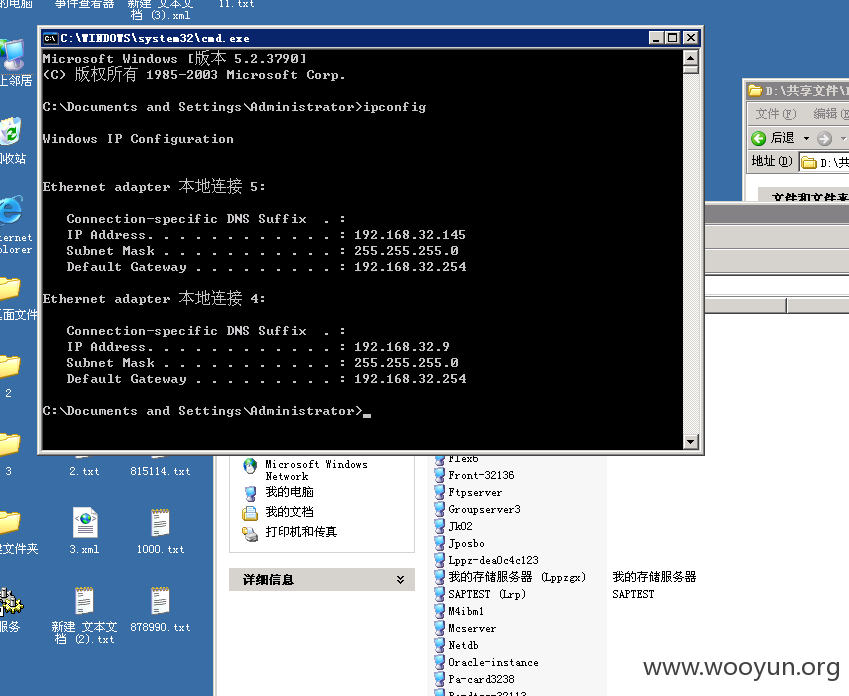 事件查看器
新建 文本文
档 (3).xml
11.txt
C:\WINDOWS\system32\cmd.exe
Microsoft Windows [版本 5.2.3790]
(C) 版权所有 1985-2003 Microsoft Corp.
C:\Documents and Settings\Administrator>ipconfig
Windows IP Configuration
Ethernet adapter 本地连接 5:
Connection-specific DNS Suffix . :
IP Address. . . . . . . . . . . . : 192.168.32.145
Subnet Mask . . . . . . . . . . . : 255.255.255.0
Default Gateway . . . . . . . . . : 192.168.32.254
Ethernet adapter 本地连接 4:
Connection-specific DNS Suffix . :
IP Address. . . . . . . . . . . . : 192.168.32.9
Subnet Mask . . . . . . . . . . . : 255.255.255.0
Default Gateway . . . . . . . . . : 192.168.32.254
C:\Documents and Settings\Administrator>_
D:\共享文件\
文件(F) 编辑(E
后退
地址(D) D:\共
文件和文件夹
上邻居
收站
ernet
plorer
面文件
2
3
文件夹
服务
2.txt
815114.txt
3.xml
1000.txt
新建 文本文
档 (2).txt
878990.txt
Microsoft Windows
Network
我的电脑
我的文档
打印机和传真
详细信息
Flex6
Front-32136
Ftpserver
Groupserver3
Jk02
Jposbo
Lppz-dea0c4c123
我的存储服务器 (Lppzgx) 我的存储服务器
SAPTEST (Lrp) SAPTEST
M4ibm1
Mcserver
Netdb
Oracle-instance
Pa-card3238
www.wooyun.org